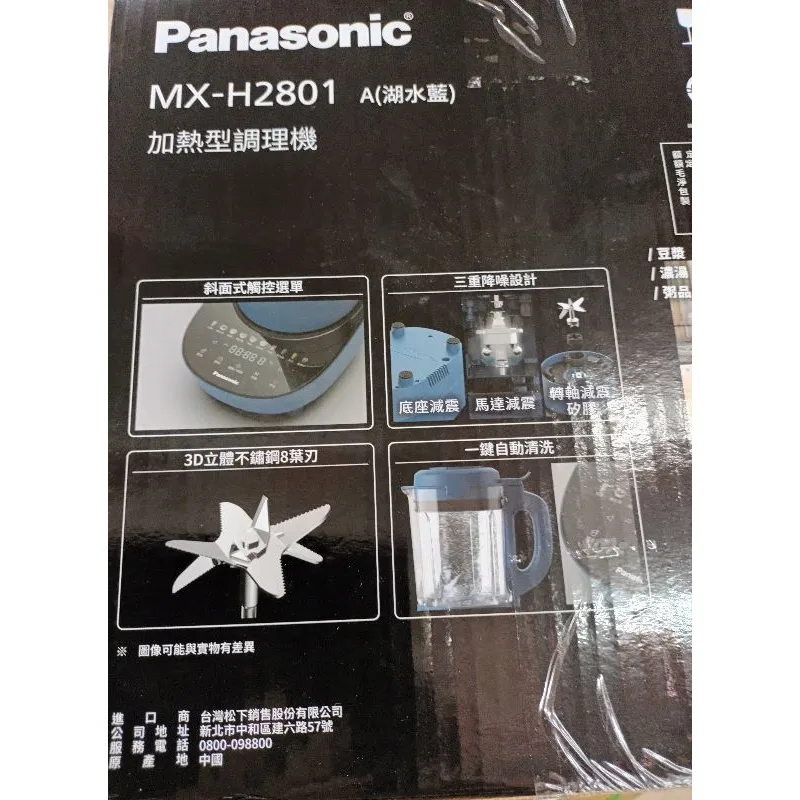 Panasonic®
MX-H2801 A(湖水藍)
加熱型調理機
斜面式觸控選單
Panasonic
三重降噪設計
底座減震
馬達減震
轉軸減震
矽膠
3D立體不鏽鋼8葉刃
一鍵自動清洗
※ 圖像可能與實物有差異
進口商 台灣松下銷售股份有限公司
公司地址 新北市中和區建六路57號
服務電話 0800-098800
原產地 中國
/豆漿
/濃湯
/粥品